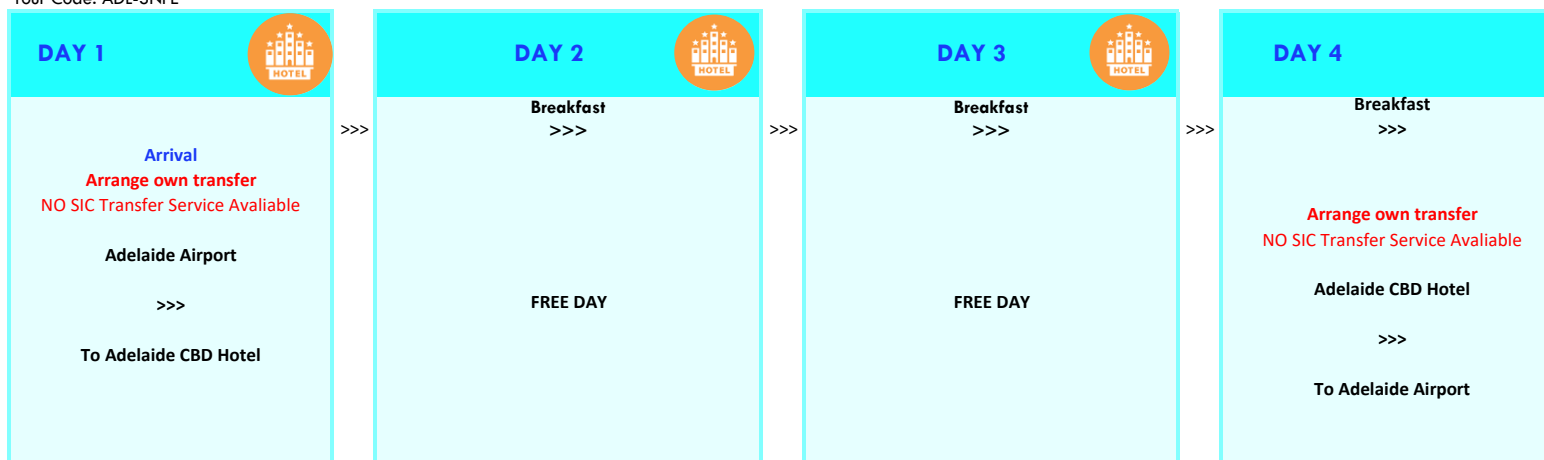 Your Code:
DAY 1
HOTEL
Arrival
Arrange own transfer
NO SIC Transfer Service Avaliable
Adelaide Airport
>>>
To Adelaide CBD Hotel
>>>
DAY 2
HOTEL
Breakfast
>>>
FREE DAY
>>>
DAY 3
HOTEL
Breakfast
>>>
FREE DAY
>>>
DAY 4
Breakfast
>>>
Arrange own transfer
NO SIC Transfer Service Avaliable
Adelaide CBD Hotel
>>>
To Adelaide Airport